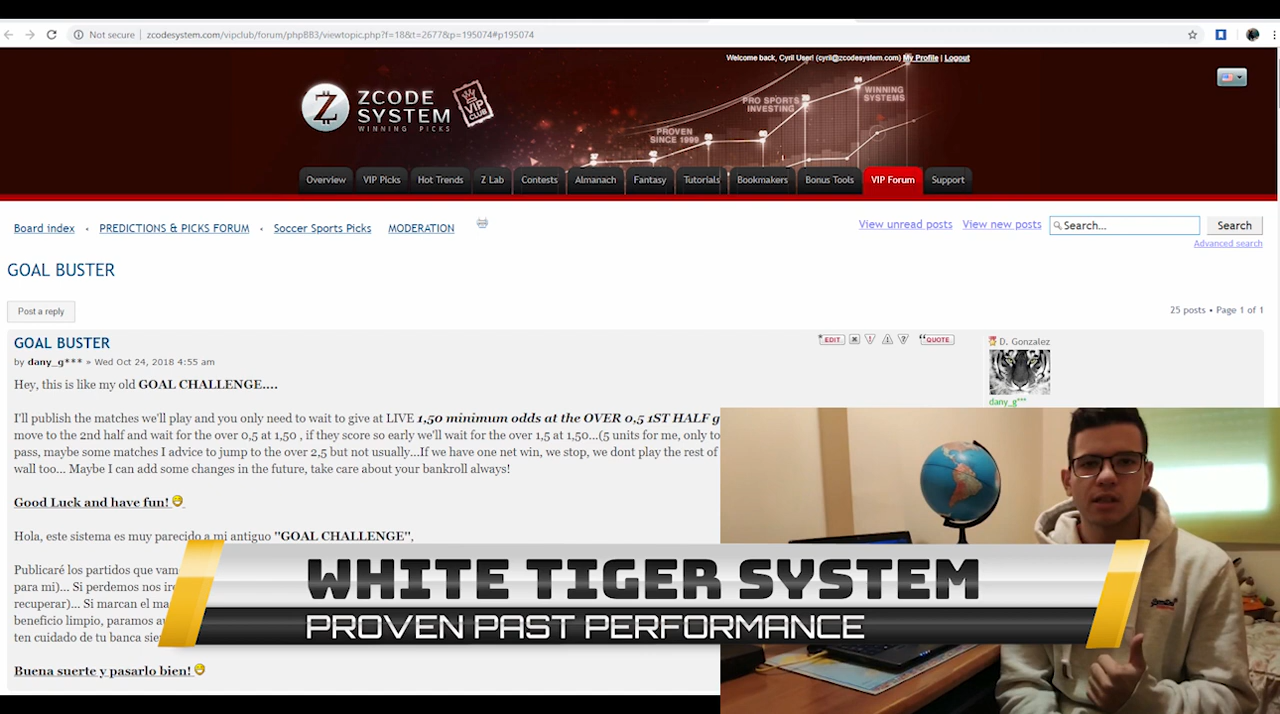 Not secure | zcodesystem.com/vipclub/forum/phpBB3/viewtopic.php?f=18&t=2677&p=195074#p195074
Welcome back, Cyril User! (cyril@zcodesystem.com) My Profile | Logout
ZCODE
SYSTEM
WINNING PICKS
VIP
CLUB
PROVEN
SINCE 1999
PRO SPORTS
INVESTING
WINNING
SYSTEMS
Overview VIP Picks Hot Trends Z Lab Contests Almanach Fantasy Tutorials Bookmakers Bonus Tools VIP Forum Support
Board index • PREDICTIONS & PICKS FORUM • Soccer Sports Picks MODERATION
View unread posts View new posts Search... Search
Advanced search
GOAL BUSTER
Post a reply
25 posts • Page 1 of 1
GOAL BUSTER
EDIT QUOTE
D. Gonzalez
by dany_g*** » Wed Oct 24, 2018 4:55 am
dany_g***
Hey, this is like my old GOAL CHALLENGE....
I'll publish the matches we'll play and you only need to wait to give at LIVE 1,50 minimum odds at the OVER 0,5 1ST HALF g
move to the 2nd half and wait for the over 0,5 at 1,50 , if they score so early we'll wait for the over 1,5 at 1,50...(5 units for me, only to
pass, maybe some matches I advice to jump to the over 2,5 but not usually...If we have one net win, we stop, we dont play the rest of
wall too... Maybe I can add some changes in the future, take care about your bankroll always!
Good Luck and have fun!
Hola, este sistema es muy parecido a mi antiguo "GOAL CHALLENGE",
Publicaré los partidos que vam
para mi)... Si perdemos nos ir
recuperar)... Si marcan el ma
beneficio limpio, paramos au
ten cuidado de tu banca sie
Buena suerte y pasarlo bien!
WHITE TIGER SYSTEM
PROVEN PAST PERFORMANCE